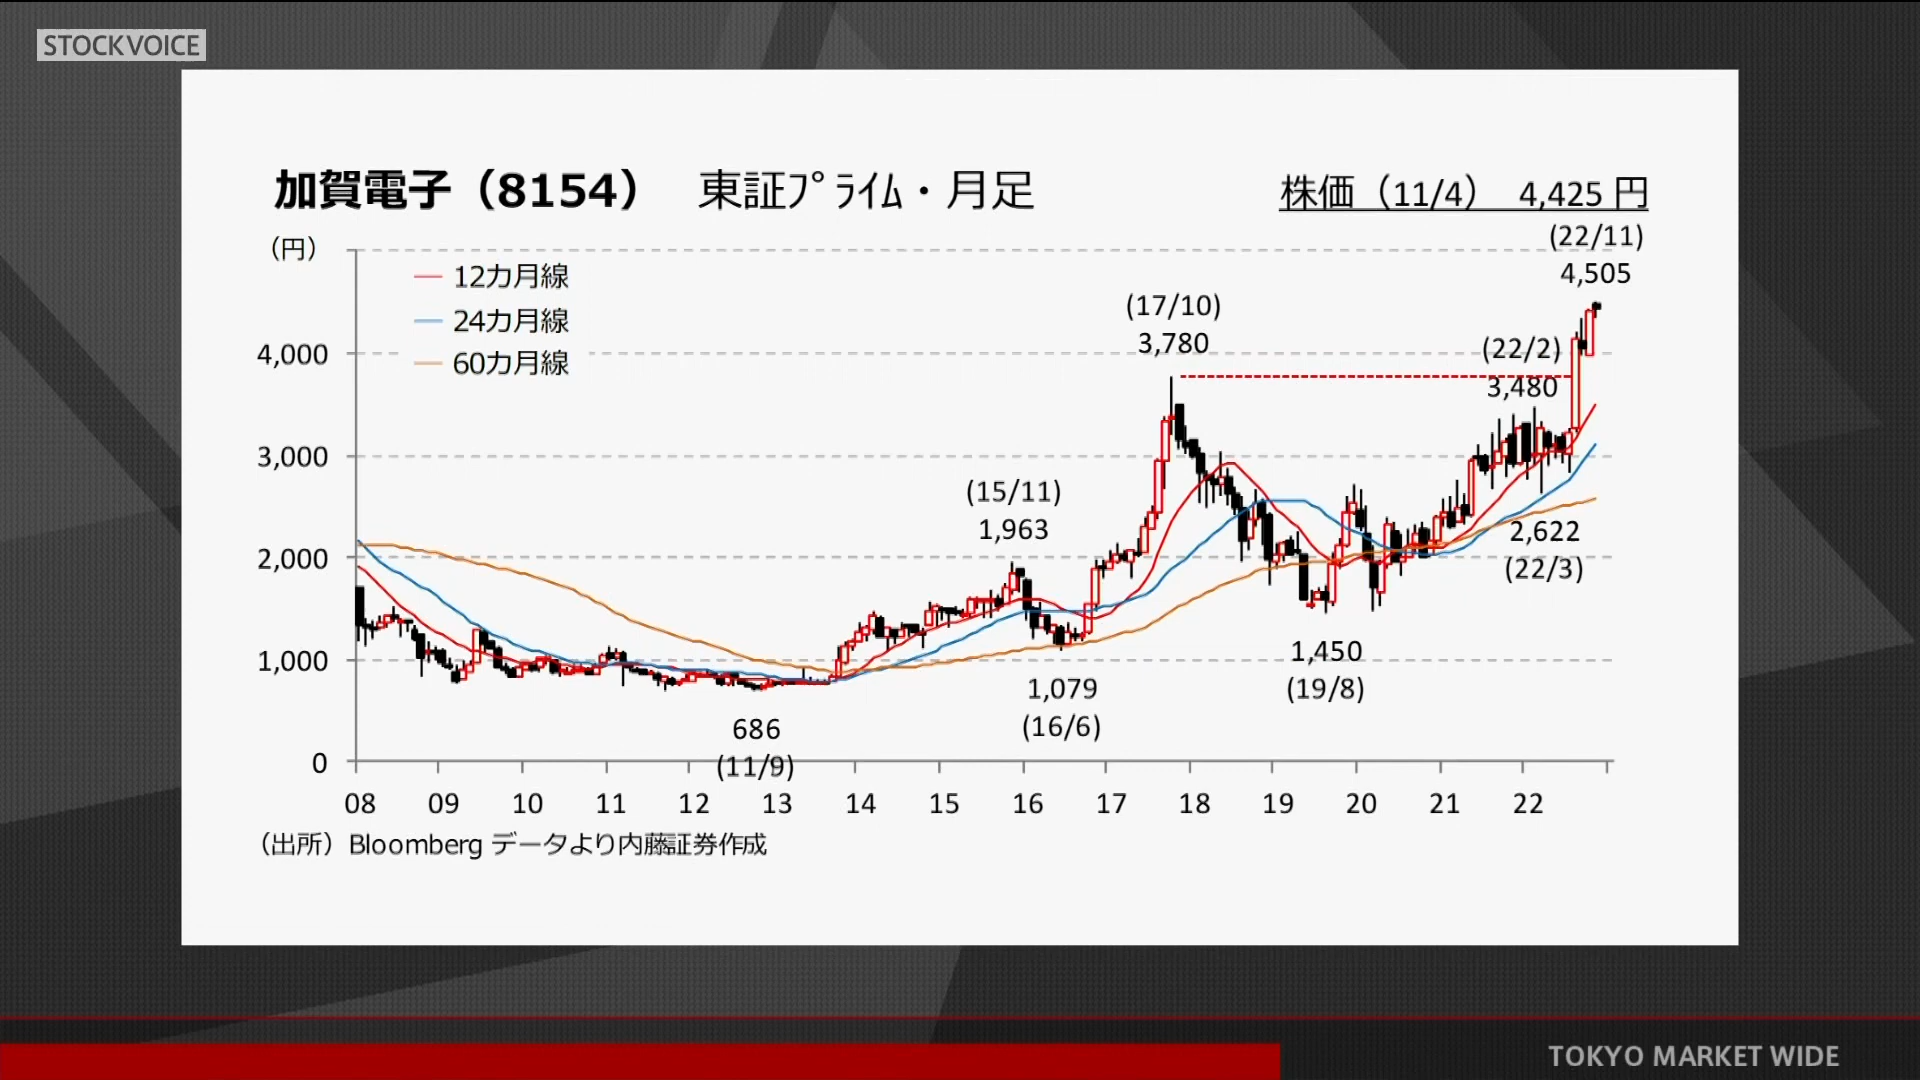 STOCKVOICE
加賀電子（8154）　東証ﾌﾟﾗｲﾑ・月足
株価（11/4）　4,425 円
（円）
(22/11)
4,505
12カ月線
24カ月線
60カ月線
(17/10)
3,780
(22/2)
3,480
4,000
3,000
(15/11)
1,963
2,000
2,622
(22/3)
1,000
1,450
(19/8)
1,079
(16/6)
686
(11/9)
0
08 09 10 11 12 13 14 15 16 17 18 19 20 21 22
（出所）Bloomberg データより内藤証券作成
TOKYO MARKET WIDE